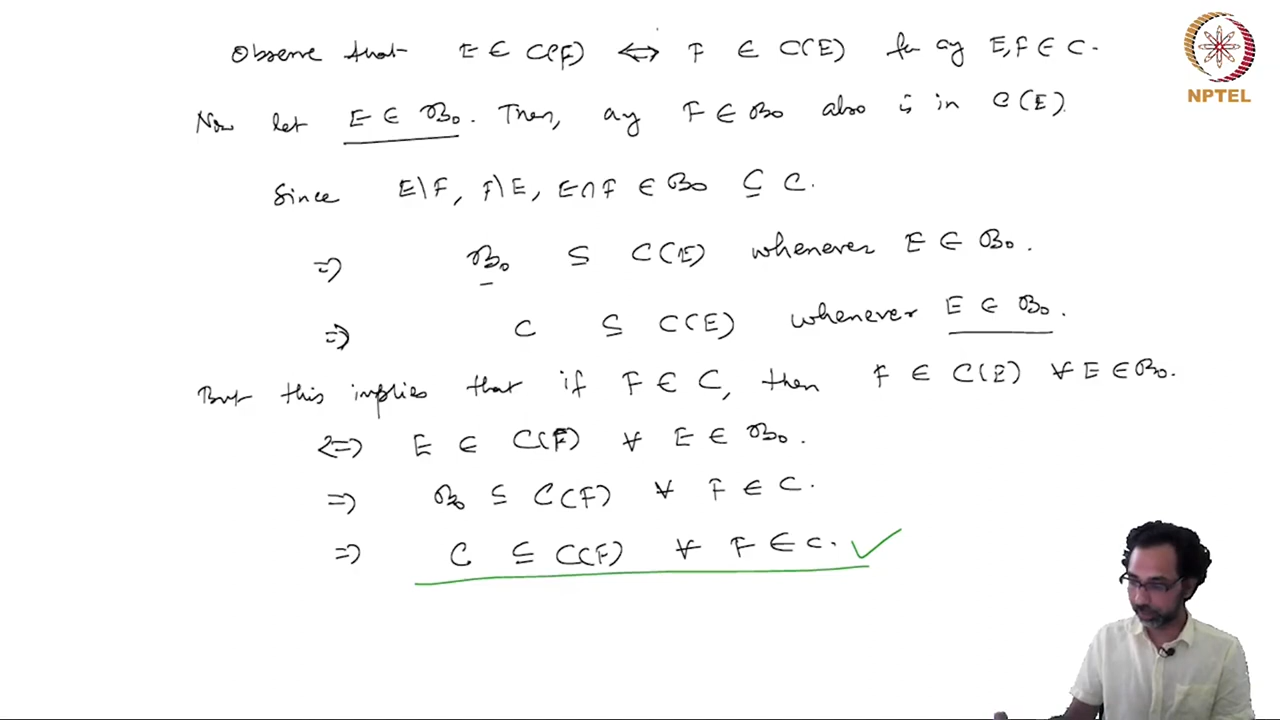 Observe that E ∈ C(F) ⟷ F ∈ C(E) for any E, F ∈ C.
NPTEL
Now let E ∈ ℬ₀. Then, any F ∈ ℬ₀ also is in C(E).
Since E\F, F\E, E∩F ∈ ℬ₀ ⊆ C.
⇒ ℬ₀ ⊆ C(E) whenever E ∈ ℬ₀.
⇒ C ⊆ C(E) whenever E ∈ ℬ₀.
But this implies that if F ∈ C, then F ∈ C(E) ∀ E ∈ ℬ₀.
⇔ E ∈ C(F) ∀ E ∈ ℬ₀.
⇒ ℬ₀ ⊆ C(F) ∀ F ∈ C.
⇒ C ⊆ C(F) ∀ F ∈ C. ✓